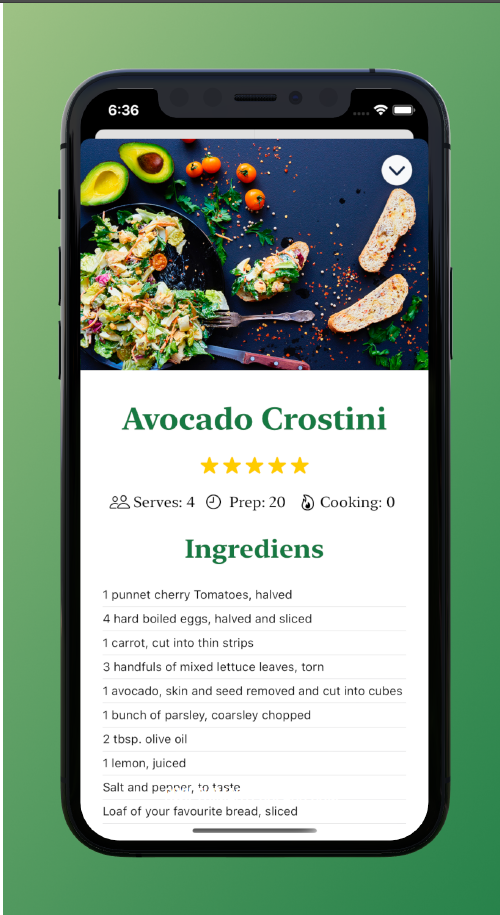 6:36
Avocado Crostini
Serves: 4 Prep: 20 Cooking: 0
Ingrediens
1 punnet cherry Tomatoes, halved
4 hard boiled eggs, halved and sliced
1 carrot, cut into thin strips
3 handfuls of mixed lettuce leaves, torn
1 avocado, skin and seed removed and cut into cubes
1 bunch of parsley, coarsley chopped
2 tbsp. olive oil
1 lemon, juiced
Salt and pepper, to taste
Loaf of your favourite bread, sliced